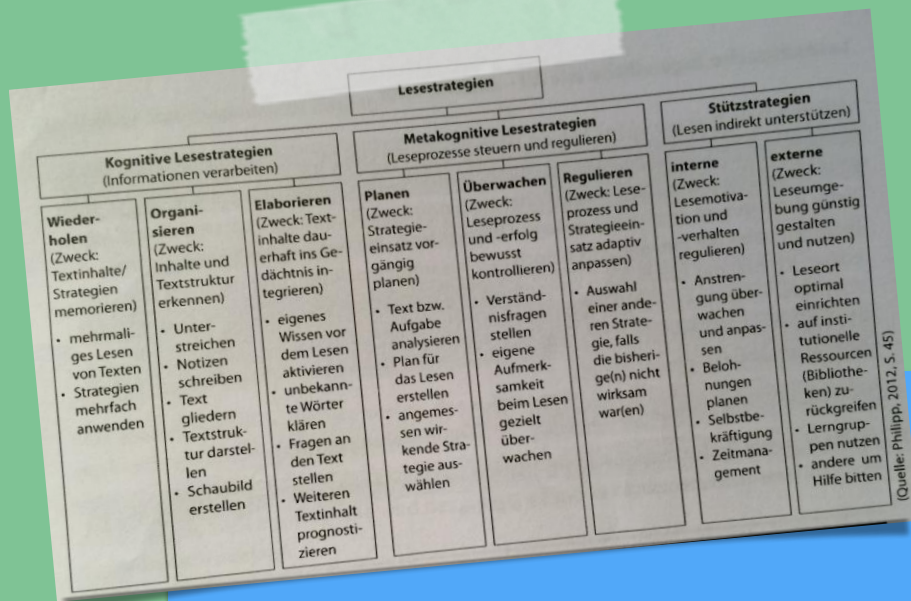 Lesestrategien
Kognitive Lesestrategien
(Informationen verarbeiten)
Metakognitive Lesestrategien
(Leseprozesse steuern und regulieren)
Stützstrategien
(Lesen indirekt unterstützen)
Wieder-
holen
(Zweck:
Textinhalte/
Strategien
memorieren)
• mehrmali-
ges Lesen
von Texten
• Strategien
mehrfach
anwenden
Organi-
sieren
(Zweck:
Inhalte und
Textstruktur
erkennen)
• Unter-
streichen
• Notizen
schreiben
• Text
gliedern
• Textstruk-
tur darstel-
len
• Schaubild
erstellen
Elaborieren
(Zweck: Text-
inhalte dau-
erhaft ins Ge-
dächtnis in-
tegrieren)
• eigenes
Wissen vor
dem Lesen
aktivieren
• unbekann-
te Wörter
klären
• Fragen an
den Text
stellen
• Weiteren
Textinhalt
prognosti-
zieren
Planen
(Zweck:
Strategie-
einsatz vor-
gängig
planen)
• Text bzw.
Aufgabe
analysieren
• Plan für
das Lesen
erstellen
• angemes-
sen wir-
kende Stra-
tegie aus-
wählen
Überwachen
(Zweck:
Leseprozess
und -erfolg
bewusst
kontrollieren)
• Verständ-
nisfragen
stellen
• eigene
Aufmerk-
samkeit
beim Lesen
gezielt
über-
wachen
Regulieren
(Zweck: Lese-
prozess und
Strategieein-
satz adaptiv
anpassen)
• Auswahl
einer ande-
ren Strate-
gie, falls
die bisheri-
ge(n) nicht
wirksam
war(en)
interne
(Zweck:
Lesemotiva-
tion und
-verhalten
regulieren)
• Anstren-
gung über-
wachen
und anpas-
sen
• Beloh-
nungen
planen
• Selbstbe-
kräftigung
• Zeitmana-
gement
externe
(Zweck:
Leseumge-
bung günstig
gestalten
und nutzen)
• Leseort
optimal
einrichten
• auf insti-
tutionelle
Ressourcen
(Bibliothe-
ken) zu-
rückgreifen
• Lerngrup-
pen nutzen
• andere um
Hilfe bitten
(Quelle: Philipp, 2012, S. 45)